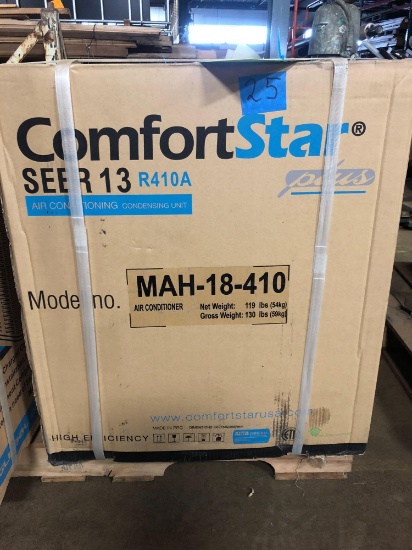 25
ComfortStar®
plus
SEER 13 R410A
AIR CONDITIONING CONDENSING UNIT
Model no.
MAH-18-410
AIR CONDITIONER
Net Weight: 119 lbs (54kg)
Gross Weight: 130 lbs (59kg)
www.comfortstarusa.com
HIGH EFFICIENCY